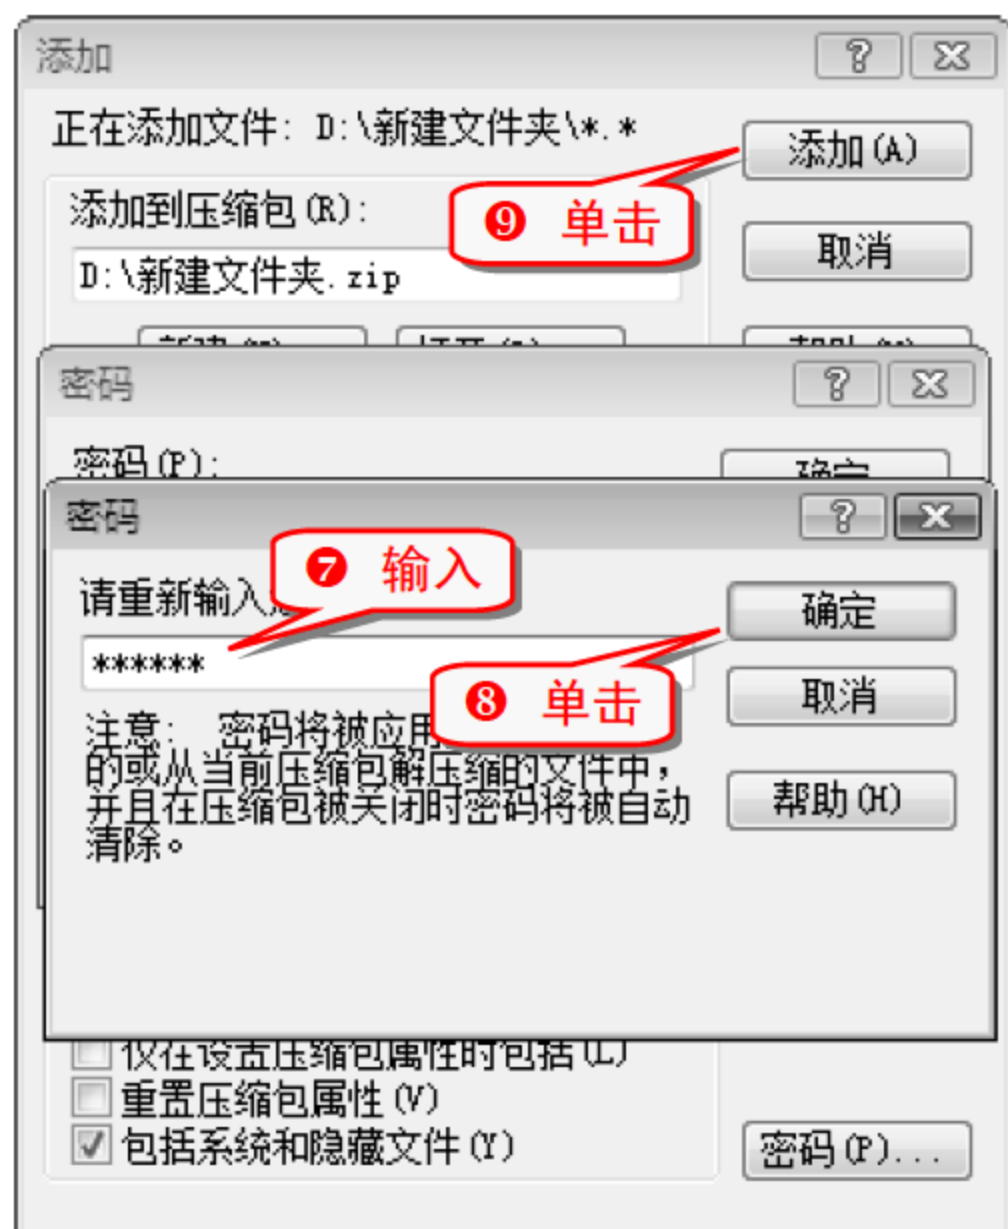 添加
正在添加文件: D:\新建文件夹\*.*
添加(A)
添加到压缩包(R):
❾ 单击
D:\新建文件夹.zip
取消
密码
密码(P):
确定
密码
❼ 输入
请重新输入
确定
******
❽ 单击
取消
注意: 密码将被应用
的或从当前压缩包解压缩的文件中,
并且在压缩包被关闭时密码将被自动
清除。
帮助(H)
仅在设置压缩包属性时包括(L)
重置压缩包属性(V)
包括系统和隐藏文件(Y)
密码(P)...